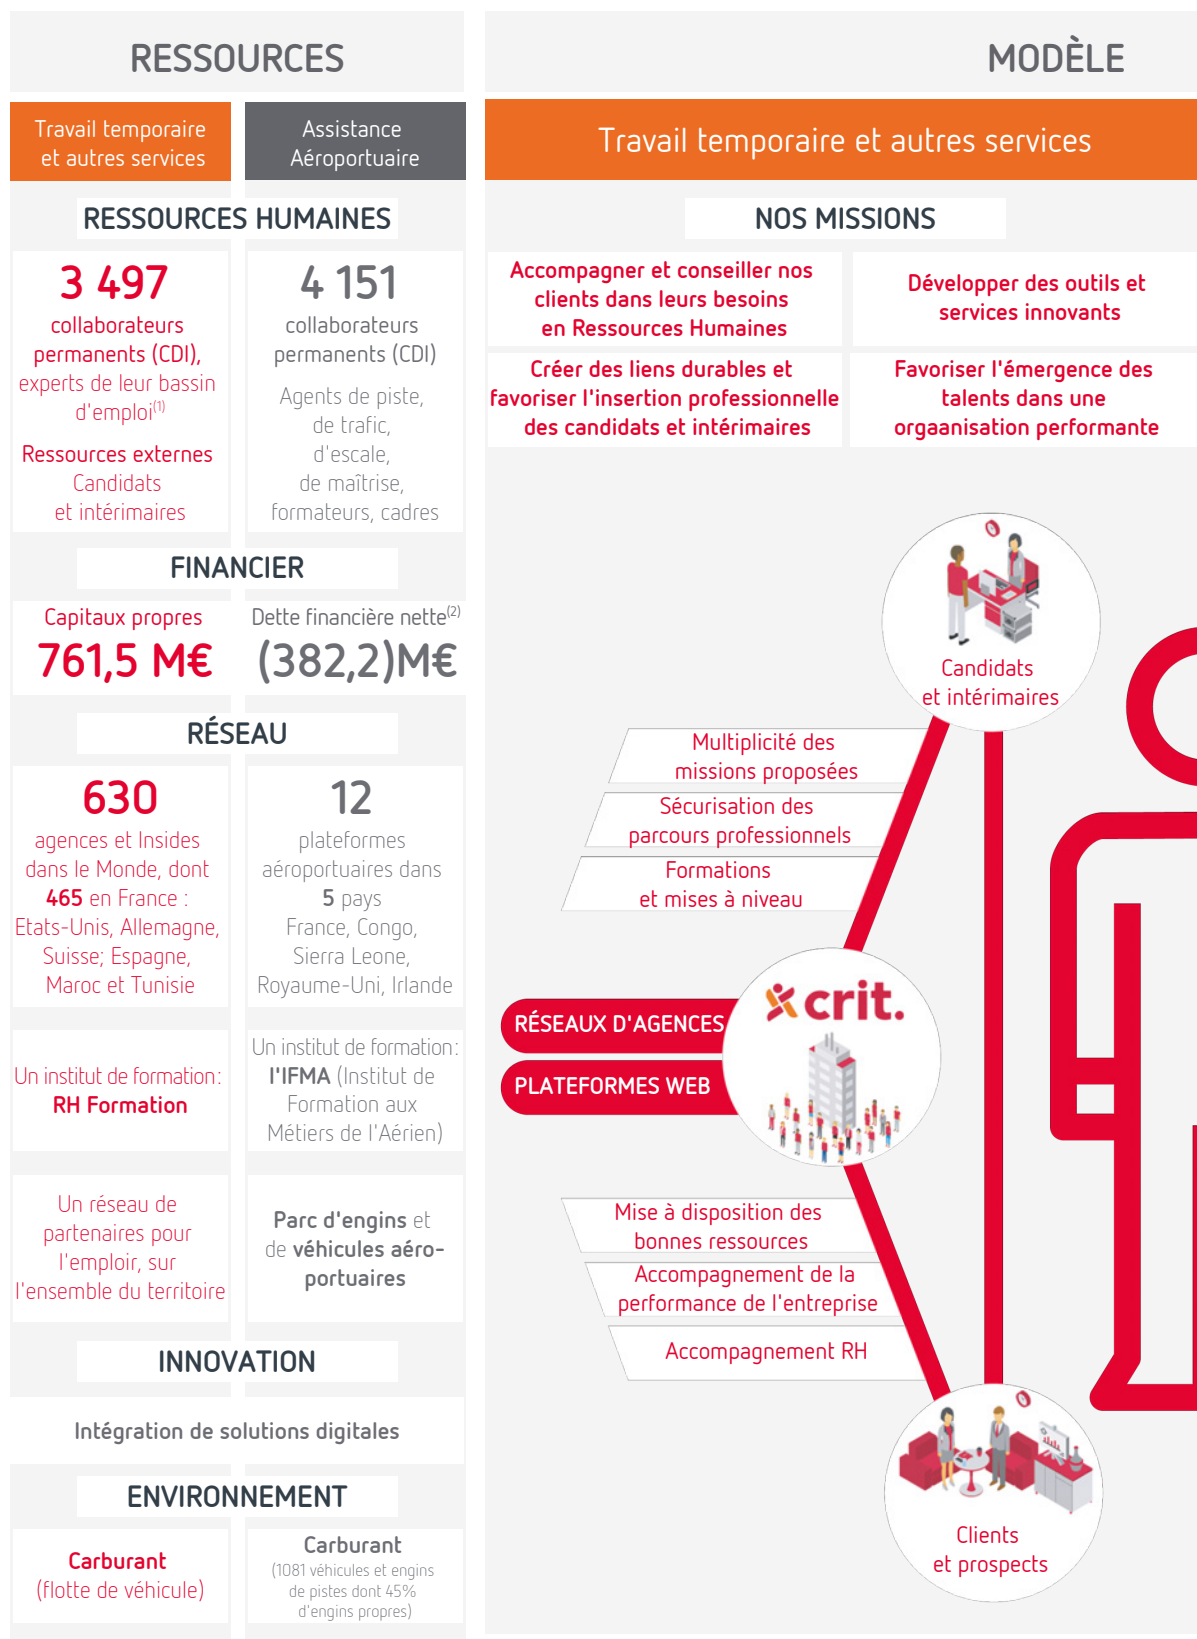 RESSOURCES
Travail temporaire
et autres services
Assistance
Aéroportuaire
RESSOURCES HUMAINES
3 497
collaborateurs
permanents (CDI),
experts de leur bassin
d'emploi(1)
Ressources externes
Candidats
et intérimaires
4 151
collaborateurs
permanents (CDI)
Agents de piste,
de trafic,
d'escale,
de maîtrise,
formateurs, cadres
FINANCIER
Capitaux propres
761,5 M€
Dette financière nette(2)
(382,2)M€
RÉSEAU
630
agences et Insides
dans le Monde, dont
465 en France :
Etats-Unis, Allemagne,
Suisse; Espagne,
Maroc et Tunisie
12
plateformes
aéroportuaires dans
5 pays
France, Congo,
Sierra Leone,
Royaume-Uni, Irlande
Un institut de formation:
RH Formation
Un institut de formation:
l'IFMA (Institut de
Formation aux
Métiers de l'Aérien)
Un réseau de
partenaires pour
l'emploir, sur
l'ensemble du territoire
Parc d'engins et
de véhicules aéro-
portuaires
INNOVATION
Intégration de solutions digitales
ENVIRONNEMENT
Carburant
(flotte de véhicule)
Carburant
(1081 véhicules et engins
de pistes dont 45%
d'engins propres)
MODÈLE
Travail temporaire et autres services
NOS MISSIONS
Accompagner et conseiller nos
clients dans leurs besoins
en Ressources Humaines
Développer des outils et
services innovants
Créer des liens durables et
favoriser l'insertion professionnelle
des candidats et intérimaires
Favoriser l'émergence des
talents dans une
orgaanisation performante
Candidats
et intérimaires
Multiplicité des
missions proposées
Sécurisation des
parcours professionnels
Formations
et mises à niveau
crit.
RÉSEAUX D'AGENCES
PLATEFORMES WEB
Mise à disposition des
bonnes ressources
Accompagnement de la
performance de l'entreprise
Accompagnement RH
Clients
et prospects